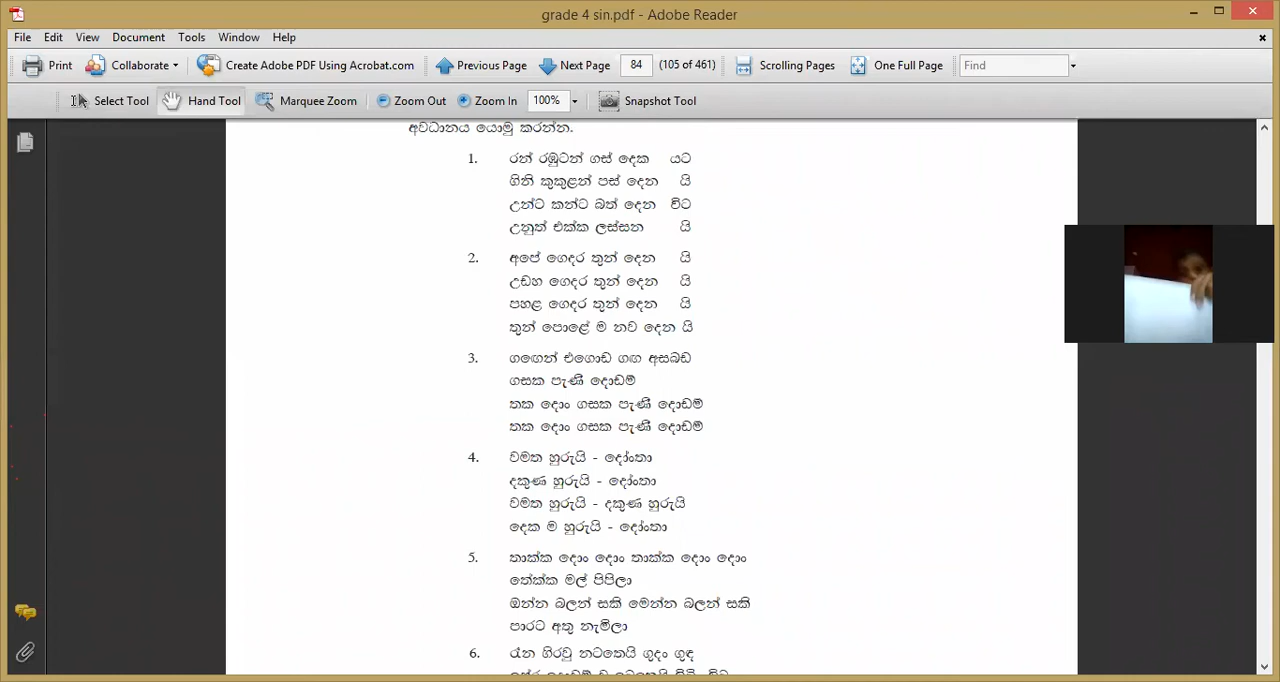 grade 4 sin.pdf - Adobe Reader
File Edit View Document Tools Window Help
Print Collaborate Create Adobe PDF Using Acrobat.com Previous Page Next Page 84 (105 of 461) Scrolling Pages One Full Page Find
Select Tool Hand Tool Marquee Zoom Zoom Out Zoom In 100% Snapshot Tool
අවධානය යොමු කරන්න.
1. රන් රඹුටන් ගස් දෙක යට
ගිනි කුකුළන් පස් දෙන යි
උන්ට කන්ට බත් දෙන විට
උනුත් එක්ක ලස්සන යි
2. අපේ ගෙදර තුන් දෙන යි
උඩහ ගෙදර තුන් දෙන යි
පහළ ගෙදර තුන් දෙන යි
තුන් පොළේ ම නව දෙන යි
3. ගඟෙන් එගොඩ ගඟ අසබඩ
ගසක පැණි දොඩම්
තක දොං ගසක පැණි දොඩම්
තක දොං ගසක පැණි දොඩම්
4. වමත හුරුයි - දෝංතා
දකුණ හුරුයි - දෝංතා
වමත හුරුයි - දකුණ හුරුයි
දෙක ම හුරුයි - දෝංතා
5. තාක්ක දොං දොං තාක්ක දොං දොං
තේක්ක මල් පිපිලා
ඔන්න බලන් සකි මෙන්න බලන් සකි
පාරට අතු නැමිලා
6. රෑන ගිරවු නටතෙයි ගුදං ගුඳ